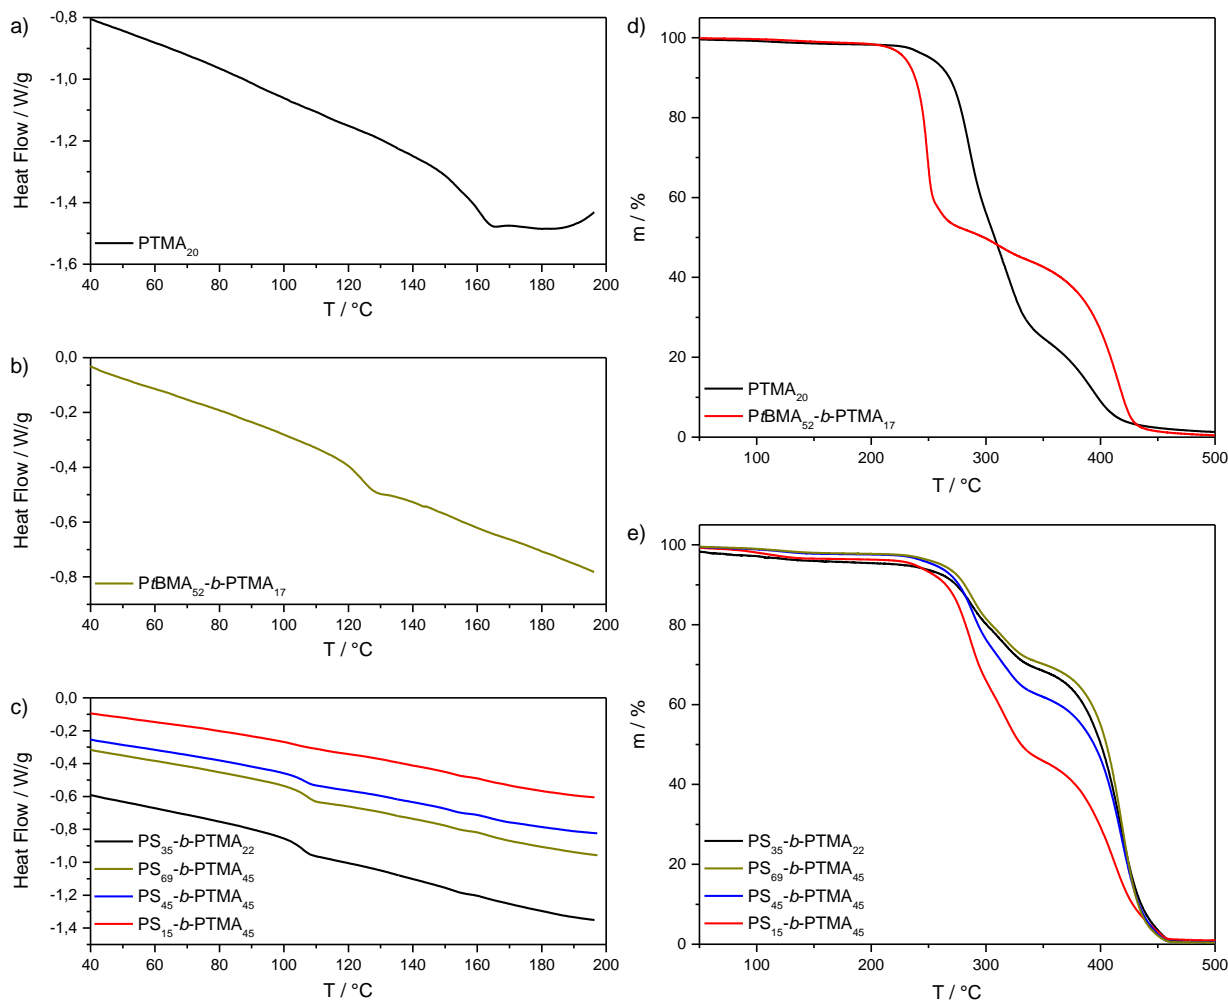 a)
-0,8
-1,0
-1,2
-1,4
-1,6
Heat Flow / W/g
PTMA20
40 60 80 100 120 140 160 180 200
T / °C
b)
0,0
-0,2
-0,4
-0,6
-0,8
Heat Flow / W/g
PtBMA52-b-PTMA17
40 60 80 100 120 140 160 180 200
T / °C
c)
0,0
-0,2
-0,4
-0,6
-0,8
-1,0
-1,2
-1,4
Heat Flow / W/g
PS35-b-PTMA22
PS69-b-PTMA45
PS45-b-PTMA45
PS15-b-PTMA45
40 60 80 100 120 140 160 180 200
T / °C
d)
100
80
60
40
20
0
m / %
PTMA20
PtBMA52-b-PTMA17
100 200 300 400 500
T / °C
e)
100
80
60
40
20
0
m / %
PS35-b-PTMA22
PS69-b-PTMA45
PS45-b-PTMA45
PS15-b-PTMA45
100 200 300 400 500
T / °C